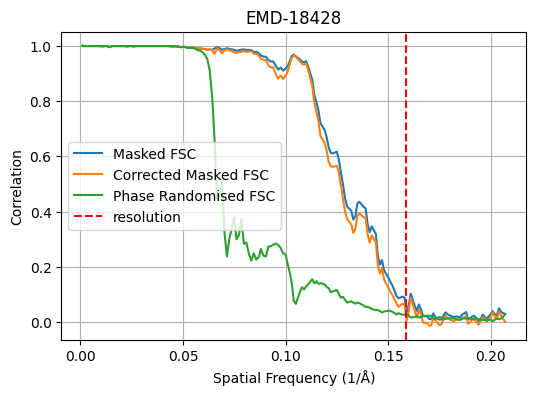 EMD-18428
1.0
0.8
0.6
0.4
0.2
0.0
Correlation
Masked FSC
Corrected Masked FSC
Phase Randomised FSC
resolution
0.00 0.05 0.10 0.15 0.20
Spatial Frequency (1/Å)